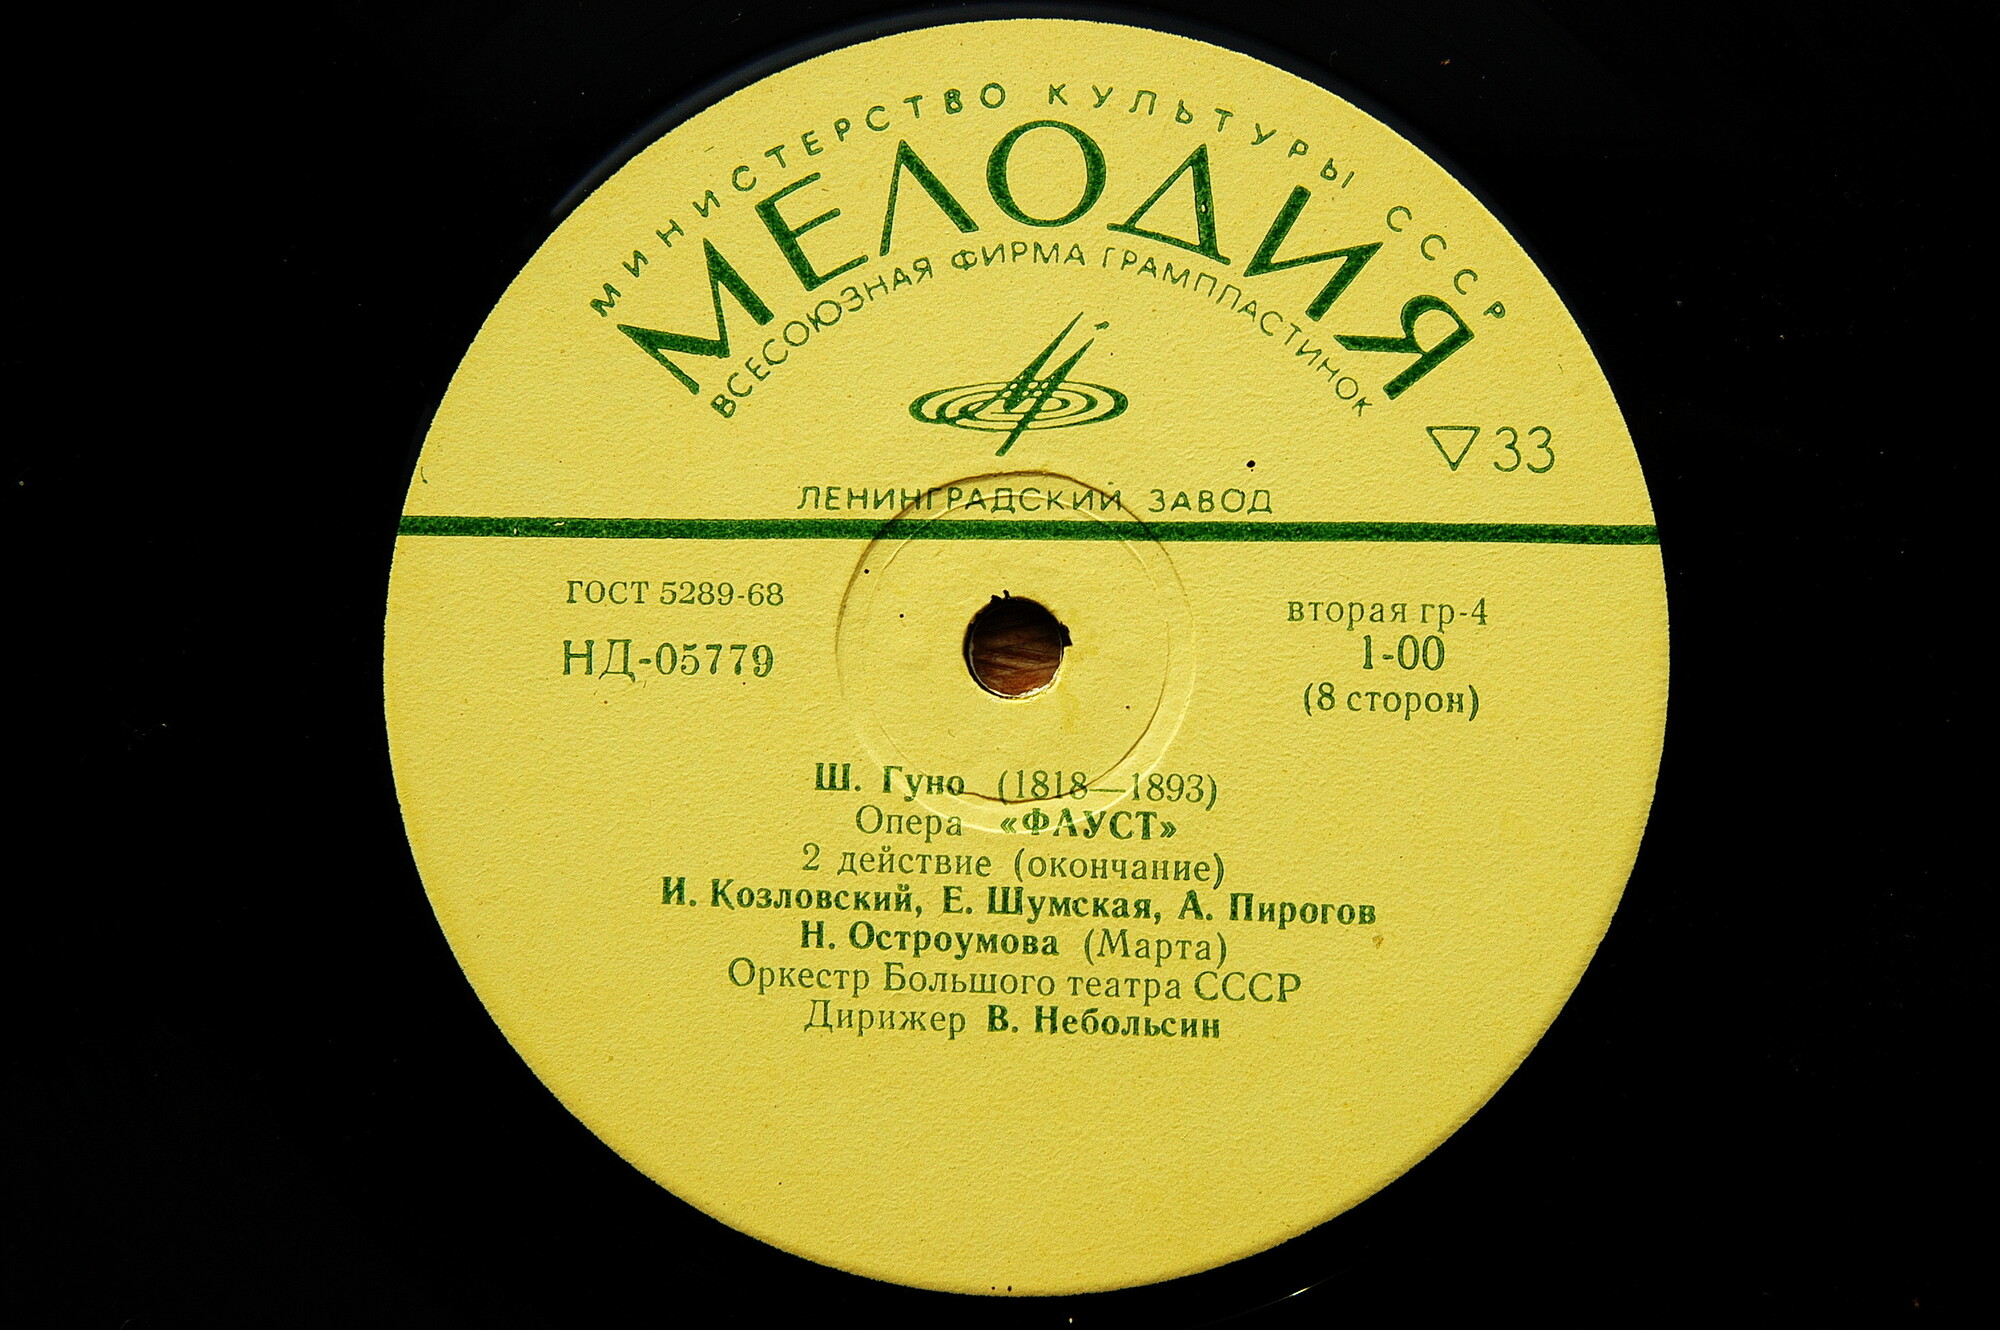 МИНИСТЕРСТВО КУЛЬТУРЫ СССР
МЕЛОДИЯ
ВСЕСОЮЗНАЯ ФИРМА ГРАМПЛАСТИНОК
33
ЛЕНИНГРАДСКИЙ ЗАВОД
ГОСТ 5289-68
НД-05779
вторая гр-4
1-00
(8 сторон)
Ш. Гуно (1818—1893)
Опера «ФАУСТ»
2 действие (окончание)
И. Козловский, Е. Шумская, А. Пирогов
Н. Остроумова (Марта)
Оркестр Большого театра СССР
Дирижер В. Небольсин